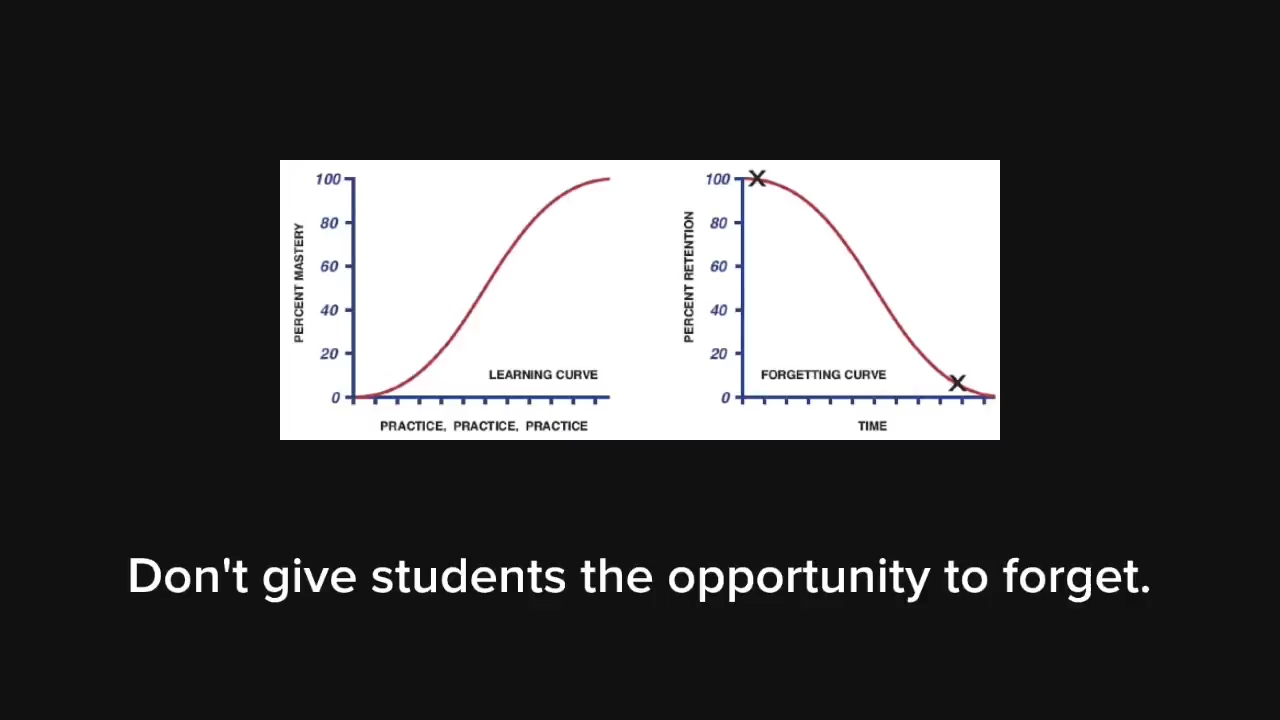 100
80
60
40
20
0
PERCENT MASTERY
LEARNING CURVE
PRACTICE, PRACTICE, PRACTICE
100
80
60
40
20
0
PERCENT RETENTION
X
X
FORGETTING CURVE
TIME
Don't give students the opportunity to forget.